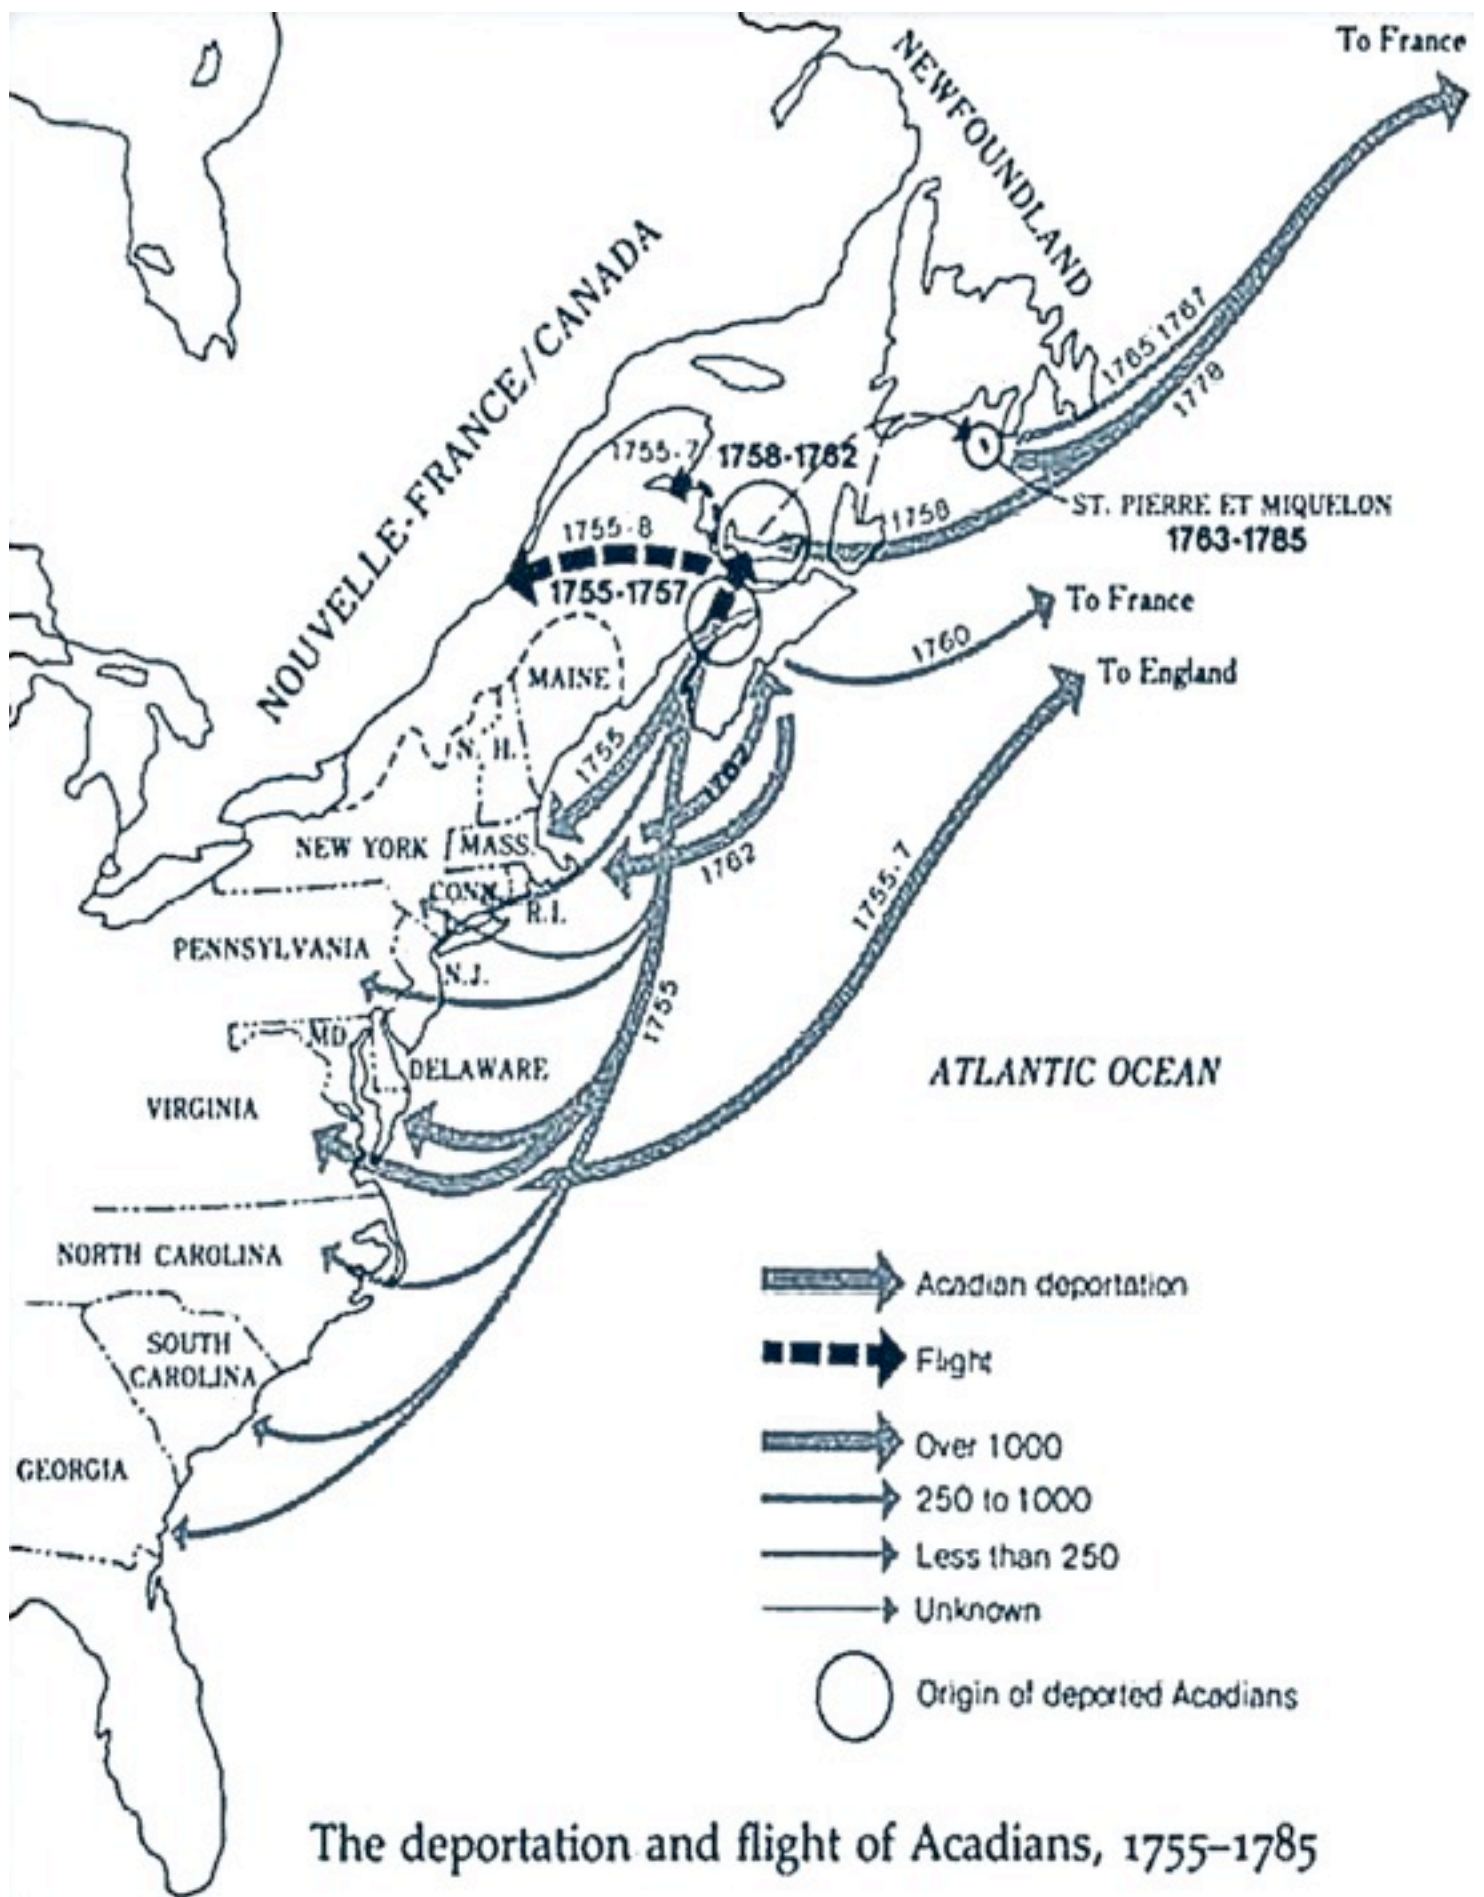 To France
NEWFOUNDLAND
NOUVELLE-FRANCE/CANADA
1765 1767
1778
1755-7
1758-1762
1758
ST. PIERRE ET MIQUELON
1763-1785
1755-8
1755-1757
To France
1760
To England
MAINE
N. H.
1755
1762
1762
NEW YORK
MASS.
CONN.
R.I.
1755-7
PENNSYLVANIA
N.J.
1755
MD.
DELAWARE
ATLANTIC OCEAN
VIRGINIA
NORTH CAROLINA
SOUTH
CAROLINA
GEORGIA
Acadian deportation
Flight
Over 1000
250 to 1000
Less than 250
Unknown
Origin of deported Acadians
The deportation and flight of Acadians, 1755–1785